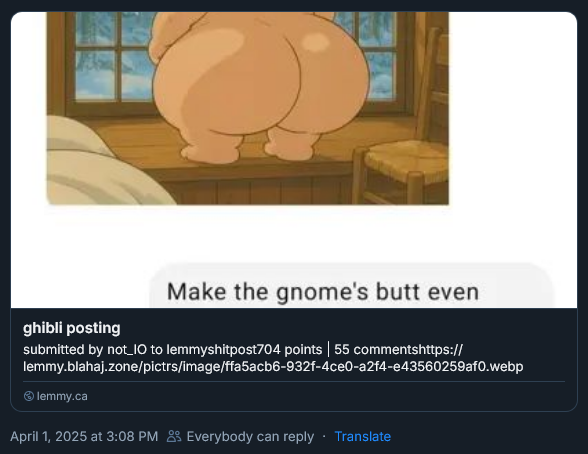 Make the gnome's butt even
ghibli posting
submitted by not_IO to lemmyshitpost704 points | 55 commentshttps://
lemmy.blahaj.zone/pictrs/image/ffa5acb6-932f-4ce0-a2f4-e43560259af0.webp
lemmy.ca
April 1, 2025 at 3:08 PM Everybody can reply · Translate